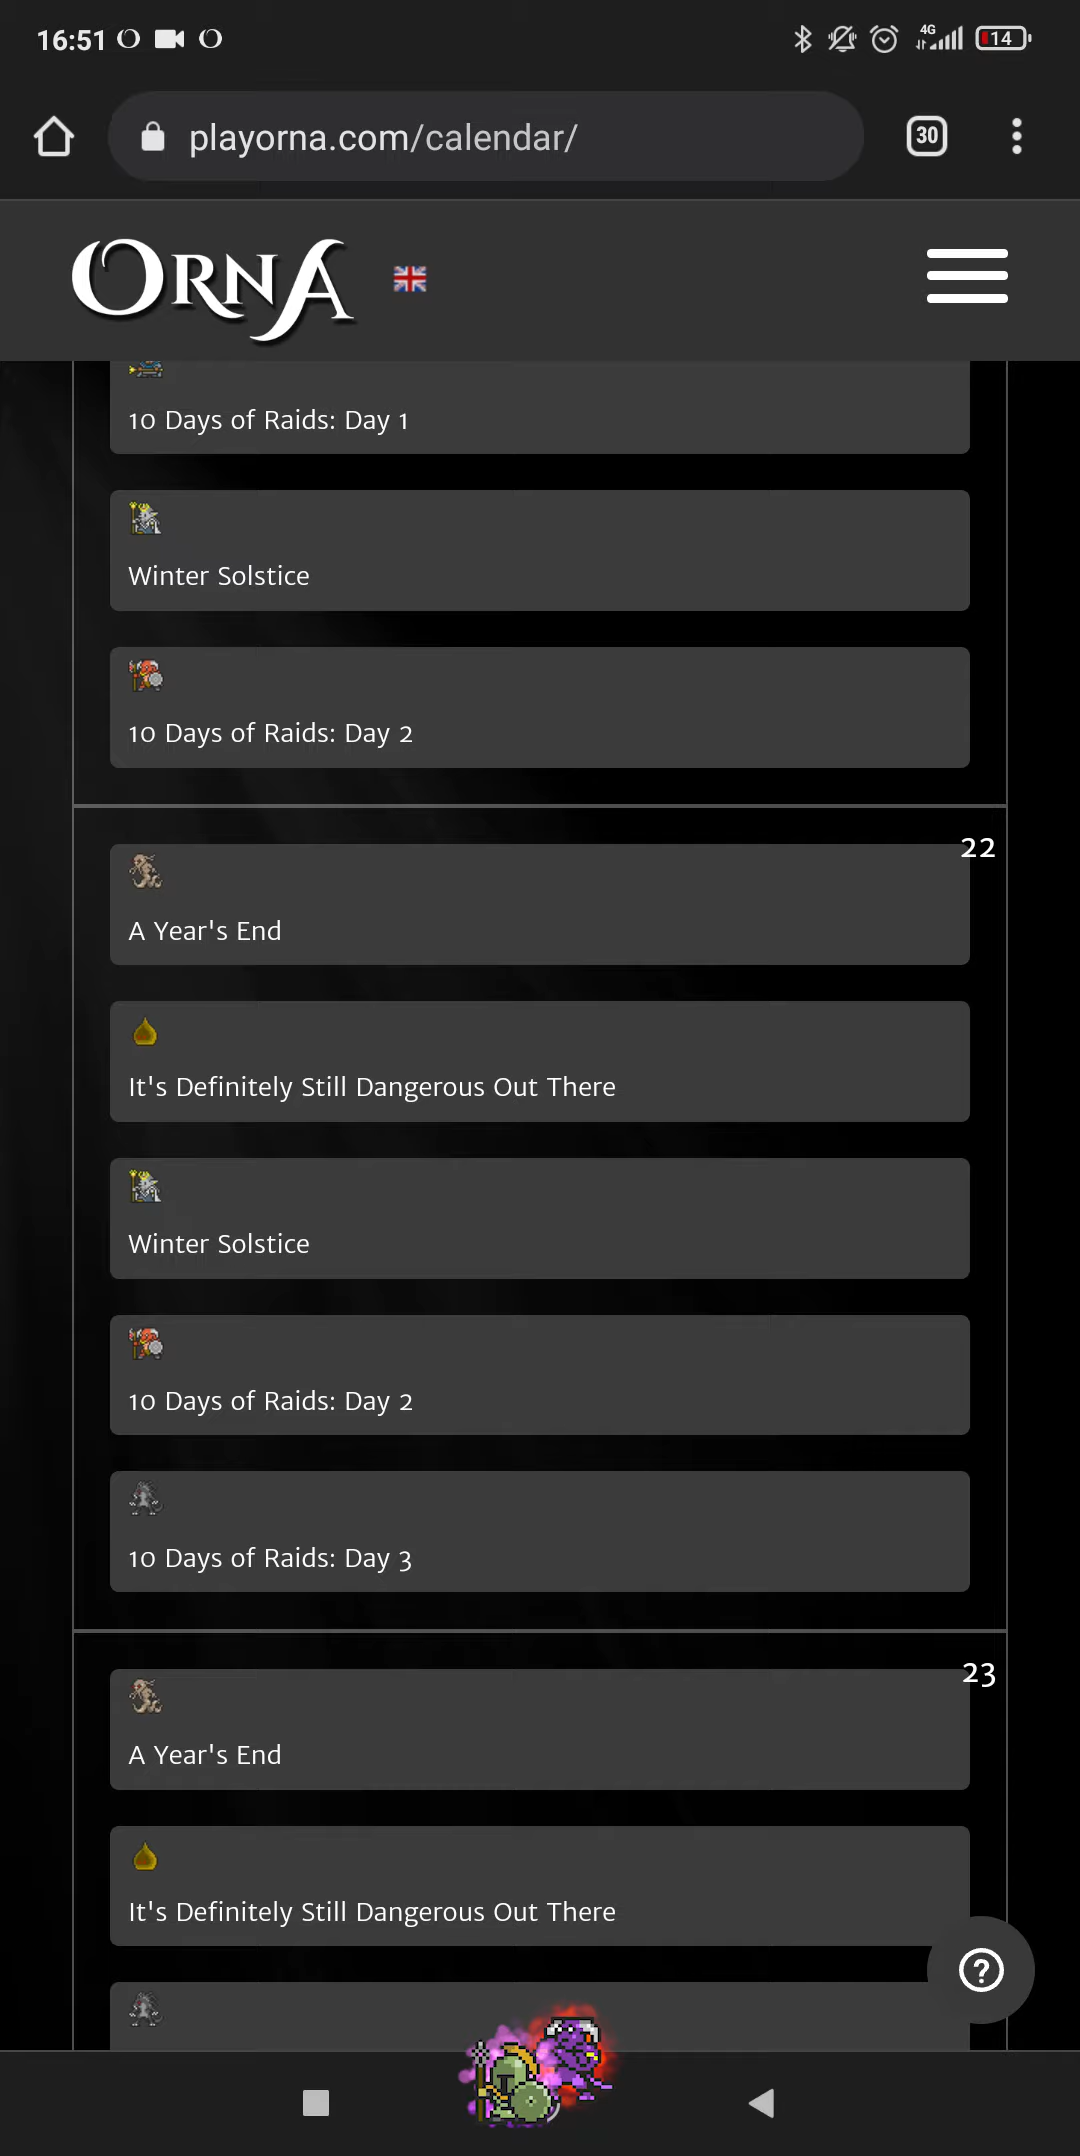 16:51
4G
14
playorna.com/calendar/
30
ORNA
10 Days of Raids: Day 1
Winter Solstice
10 Days of Raids: Day 2
22
A Year's End
It's Definitely Still Dangerous Out There
Winter Solstice
10 Days of Raids: Day 2
10 Days of Raids: Day 3
23
A Year's End
It's Definitely Still Dangerous Out There
?